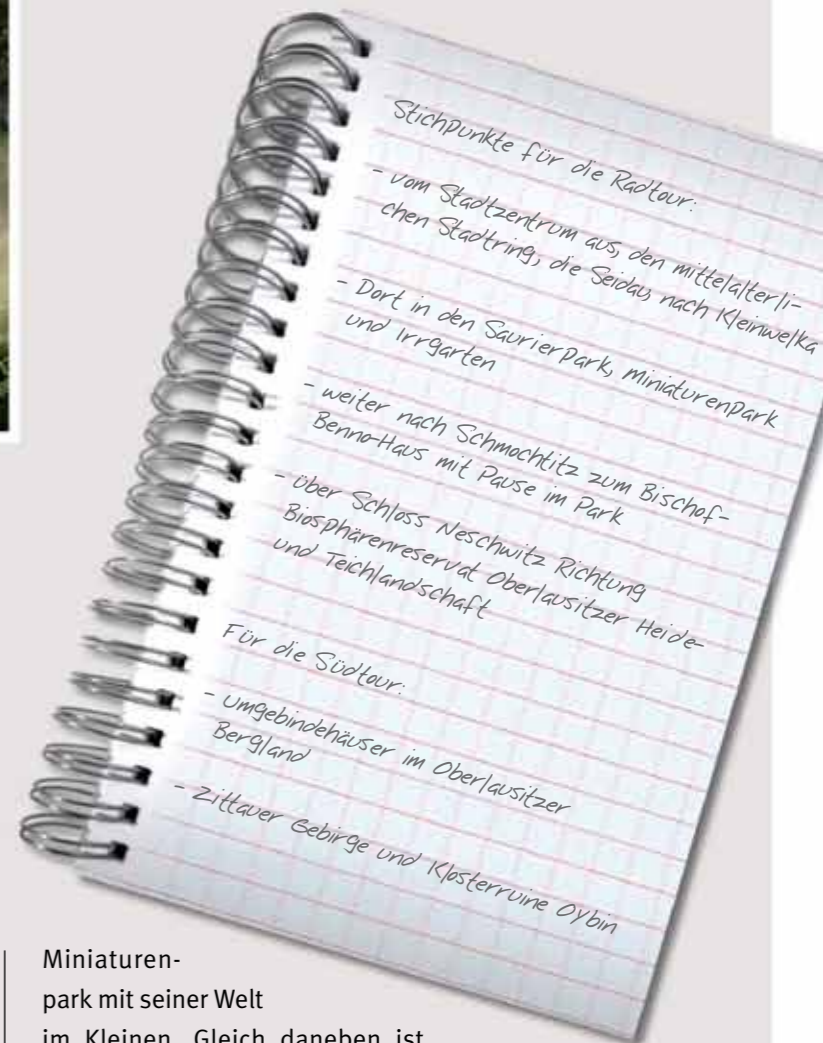 Stichpunkte für die Radtour:
- vom Stadtzentrum aus, den mittelalterli-
chen Stadtring, die Seidau, nach Kleinwelka
- Dort in den Saurierpark, Miniaturenpark
und Irrgarten
- weiter nach Schmochtitz zum Bischof-
Benno-Haus mit Pause im Park
- über Schloss Neschwitz Richtung
Biosphärenreservat Oberlausitzer Heide-
und Teichlandschaft
Für die Südtour:
- Umgebindehäuser im Oberlausitzer
Bergland
- Zittauer Gebirge und Klosterruine Oybin
Miniaturen-
park mit seiner Welt
im Kleinen. Gleich daneben ist